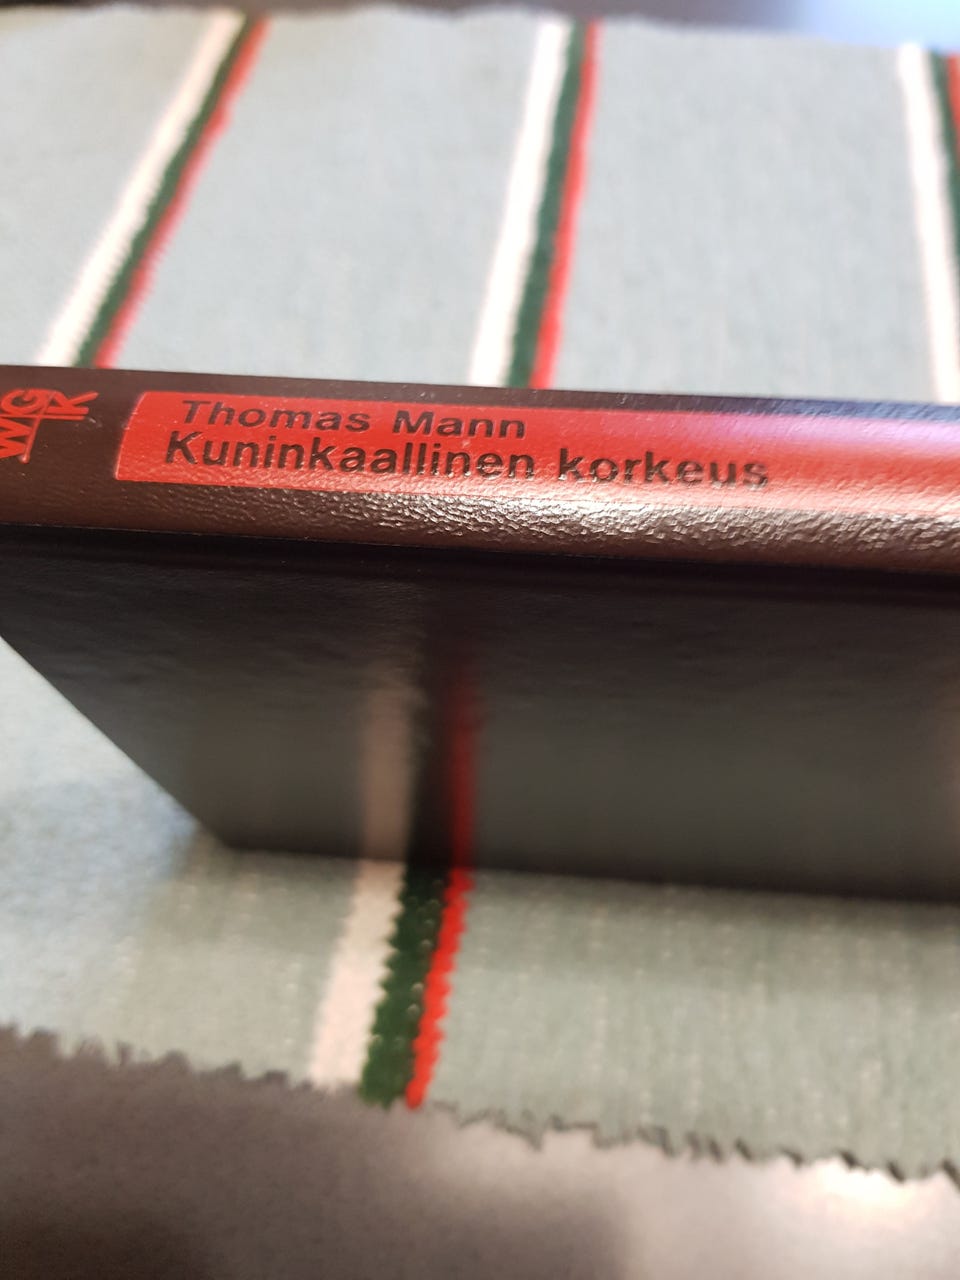 Thomas Mann
Kuninkaallinen korkeus